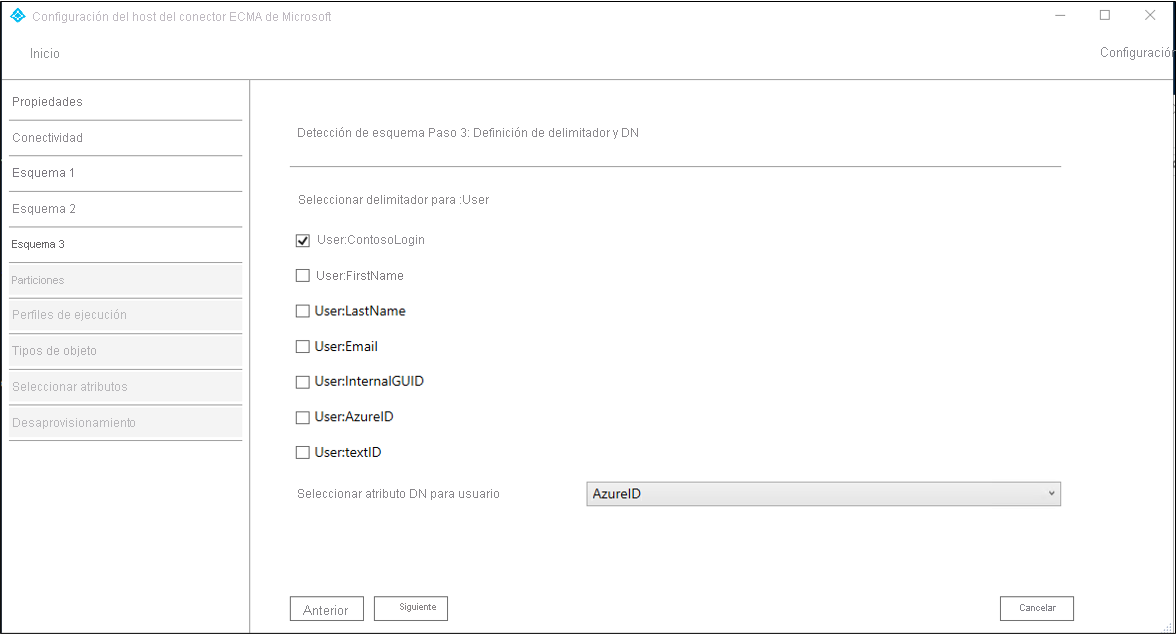 Configuración del host del conector ECMA de Microsoft
Inicio
Configuración
Propiedades
Conectividad
Esquema 1
Esquema 2
Esquema 3
Particiones
Perfiles de ejecución
Tipos de objeto
Seleccionar atributos
Desaprovisionamiento
Detección de esquema Paso 3: Definición de delimitador y DN
Seleccionar delimitador para :User
User:ContosoLogin
User:FirstName
User:LastName
User:Email
User:InternalGUID
User:AzureID
User:textID
Seleccionar atributo DN para usuario
AzureID
Anterior
Siguiente
Cancelar